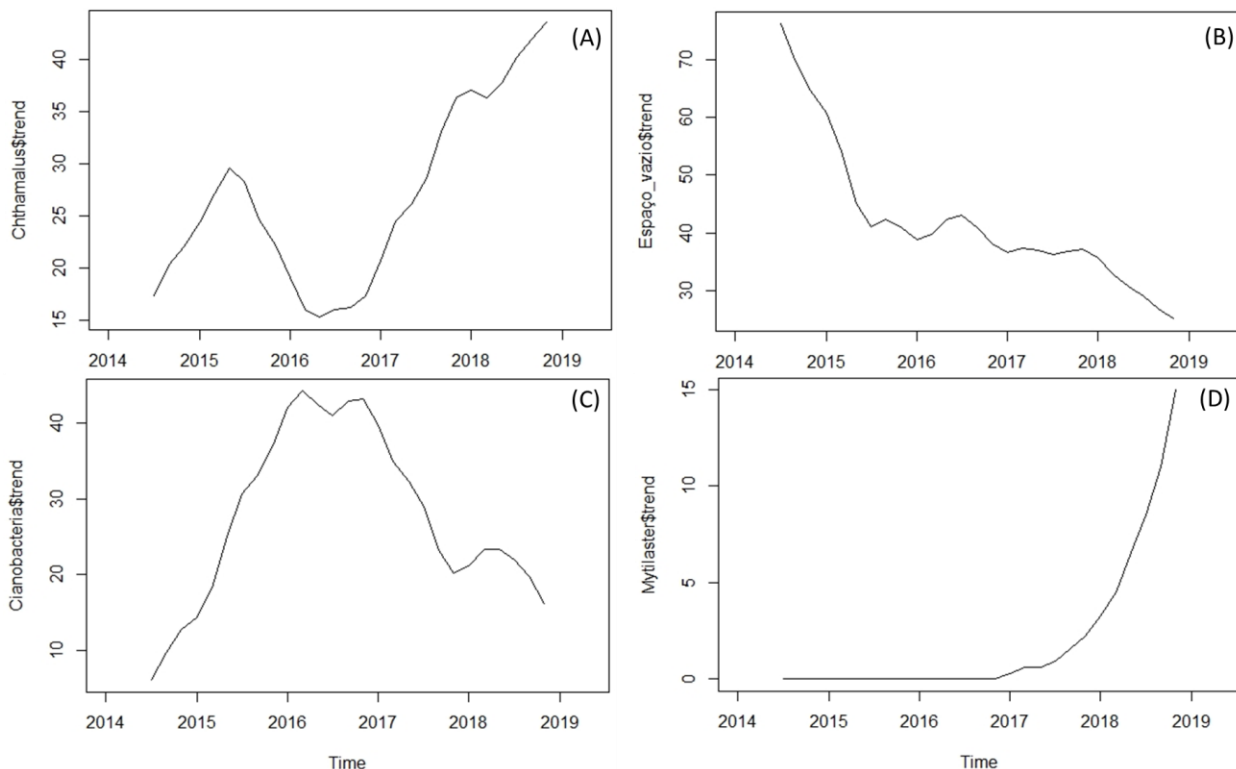 (A)
Chthamalus$trend
40
35
30
25
20
15
2014 2015 2016 2017 2018 2019
(B)
Espaço_vazio$trend
70
60
50
40
30
2014 2015 2016 2017 2018 2019
(C)
Cianobacteria$trend
40
30
20
10
2014 2015 2016 2017 2018 2019
Time
(D)
Mytilaster$trend
15
10
5
0
2014 2015 2016 2017 2018 2019
Time